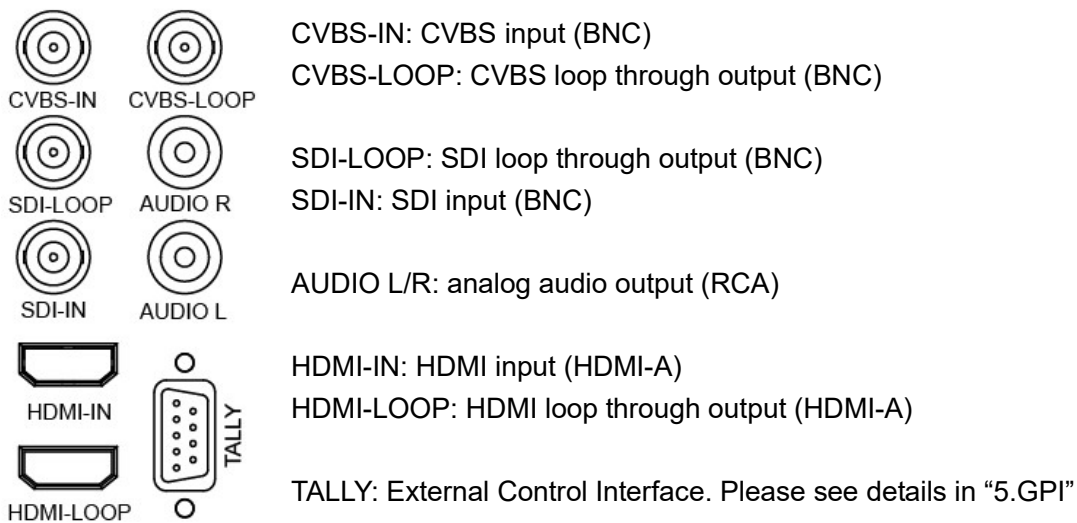 CVBS-IN CVBS-LOOP
SDI-LOOP AUDIO R
SDI-IN AUDIO L
HDMI-IN
TALLY
HDMI-LOOP
CVBS-IN: CVBS input (BNC)
CVBS-LOOP: CVBS loop through output (BNC)
SDI-LOOP: SDI loop through output (BNC)
SDI-IN: SDI input (BNC)
AUDIO L/R: analog audio output (RCA)
HDMI-IN: HDMI input (HDMI-A)
HDMI-LOOP: HDMI loop through output (HDMI-A)
TALLY: External Control Interface. Please see details in “5.GPI”